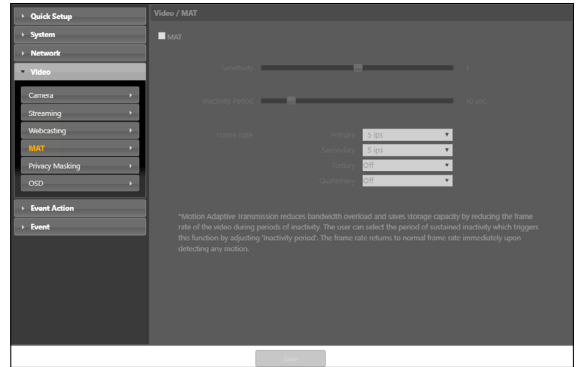 Quick Setup
System
Network
Video
Camera
Streaming
Webcasting
MAT
Privacy Masking
OSD
Event Action
Event
Video / MAT
MAT
Sensitivity
Inactivity Period 10 sec.
Frame Rate Primary 5 ips
Secondary 5 ips
Tertiary Off
Quaternary Off
*Motion Adaptive Transmission reduces bandwidth overload and saves storage capacity by reducing the frame
rate of the video during periods of inactivity. The user can select the period of sustained inactivity which triggers
this function by adjusting 'Inactivity period'. The frame rate returns to normal frame rate immediately upon
detecting any motion.
Save